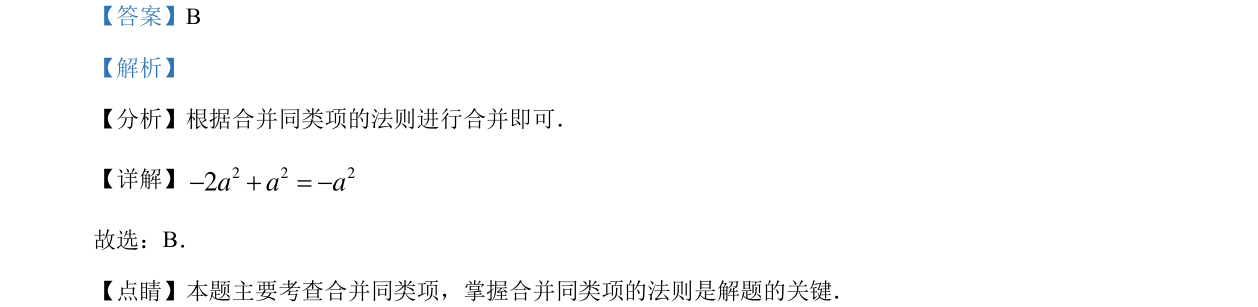 【答案】B
【解析】
【分析】根据合并同类项的法则进行合并即可．
【详解】−2a²+a²=−a²
故选：B．
【点睛】本题主要考查合并同类项，掌握合并同类项的法则是解题的关键．